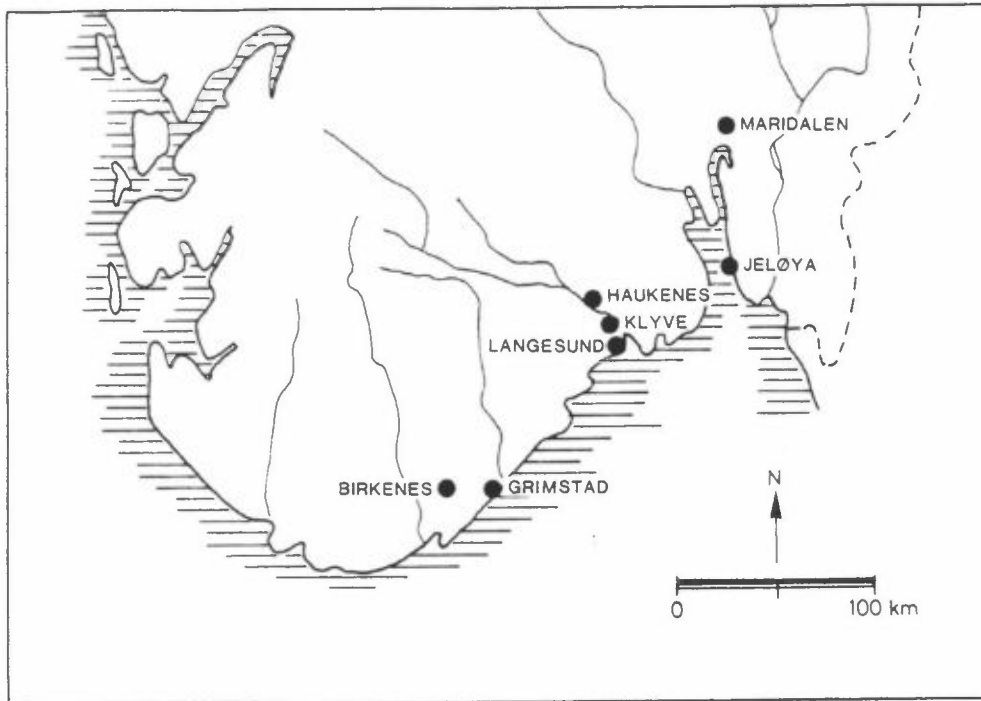 MARIDALEN
JELØYA
HAUKENES
KLYVE
LANGESUND
BIRKENES
GRIMSTAD
N
0 100 km